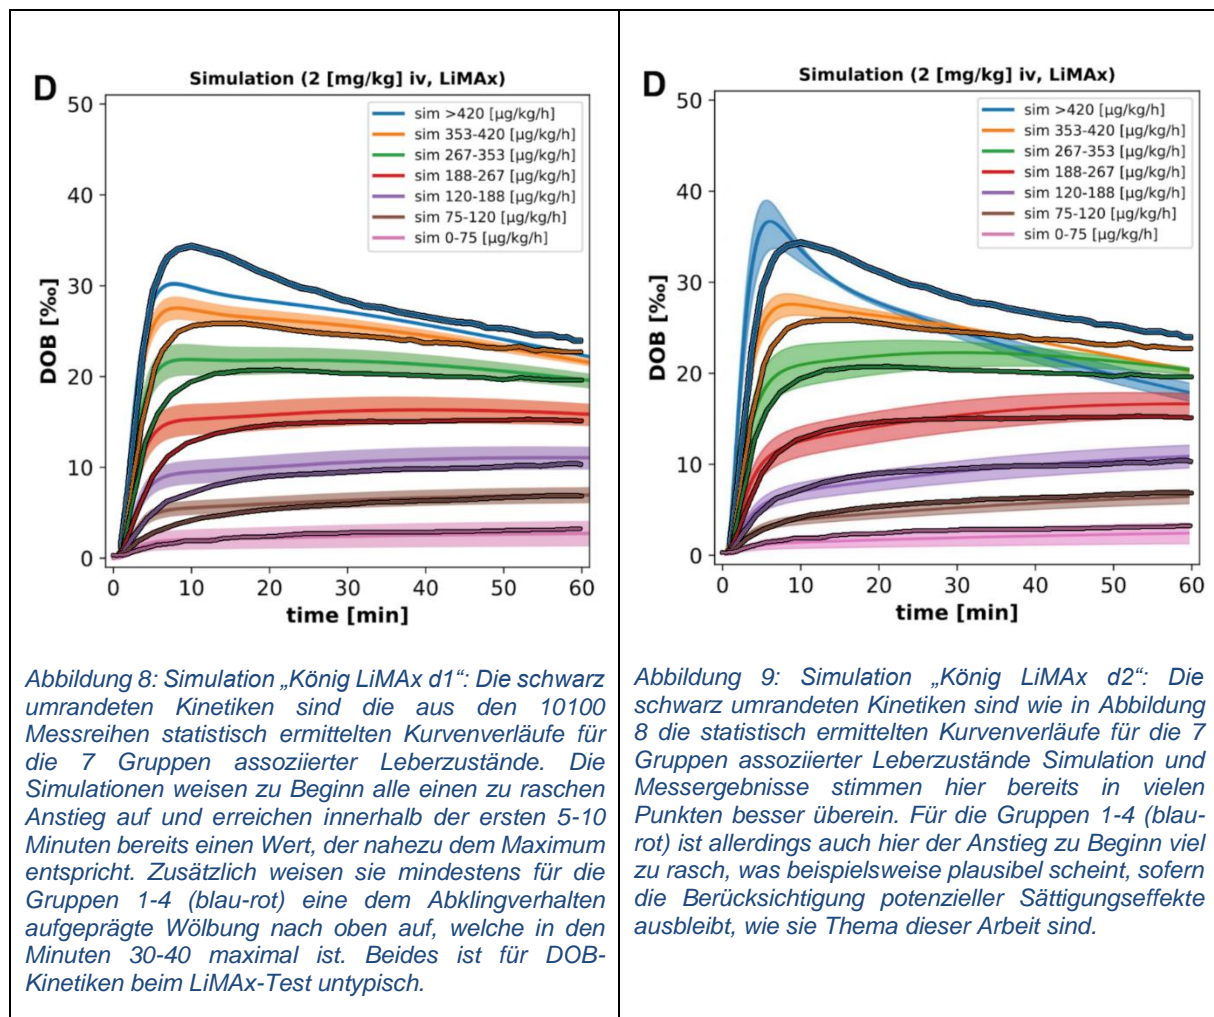 D
Simulation (2 [mg/kg] iv, LiMAx)
50
40
30
20
10
0
DOB [‰]
sim >420 [µg/kg/h]
sim 353-420 [µg/kg/h]
sim 267-353 [µg/kg/h]
sim 188-267 [µg/kg/h]
sim 120-188 [µg/kg/h]
sim 75-120 [µg/kg/h]
sim 0-75 [µg/kg/h]
0 10 20 30 40 50 60
time [min]
Abbildung 8: Simulation „König LiMAx d1“: Die schwarz
umrandeten Kinetiken sind die aus den 10100
Messreihen statistisch ermittelten Kurvenverläufe für
die 7 Gruppen assoziierter Leberzustände. Die
Simulationen weisen zu Beginn alle einen zu raschen
Anstieg auf und erreichen innerhalb der ersten 5-10
Minuten bereits einen Wert, der nahezu dem Maximum
entspricht. Zusätzlich weisen sie mindestens für die
Gruppen 1-4 (blau-rot) eine dem Abklingverhalten
aufgeprägte Wölbung nach oben auf, welche in den
Minuten 30-40 maximal ist. Beides ist für DOB-
Kinetiken beim LiMAx-Test untypisch.
D
Simulation (2 [mg/kg] iv, LiMAx)
50
40
30
20
10
0
DOB [‰]
sim >420 [µg/kg/h]
sim 353-420 [µg/kg/h]
sim 267-353 [µg/kg/h]
sim 188-267 [µg/kg/h]
sim 120-188 [µg/kg/h]
sim 75-120 [µg/kg/h]
sim 0-75 [µg/kg/h]
0 10 20 30 40 50 60
time [min]
Abbildung 9: Simulation „König LiMAx d2“: Die
schwarz umrandeten Kinetiken sind wie in Abbildung
8 die statistisch ermittelten Kurvenverläufe für die 7
Gruppen assoziierter Leberzustände Simulation und
Messergebnisse stimmen hier bereits in vielen
Punkten besser überein. Für die Gruppen 1-4 (blau-
rot) ist allerdings auch hier der Anstieg zu Beginn viel
zu rasch, was beispielsweise plausibel scheint, sofern
die Berücksichtigung potenzieller Sättigungseffekte
ausbleibt, wie sie Thema dieser Arbeit sind.